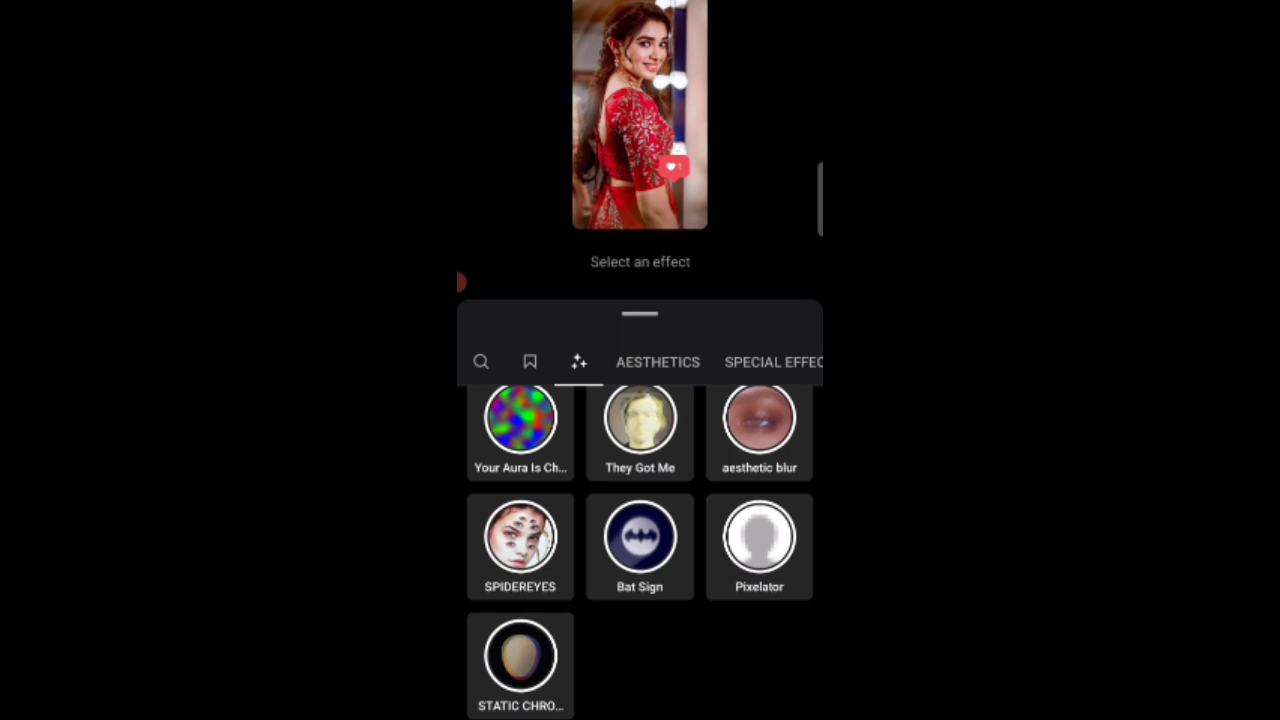 1
Select an effect
AESTHETICS
SPECIAL EFFEC
Your Aura Is Ch...
They Got Me
aesthetic blur
SPIDEREYES
Bat Sign
Pixelator
STATIC CHRO...